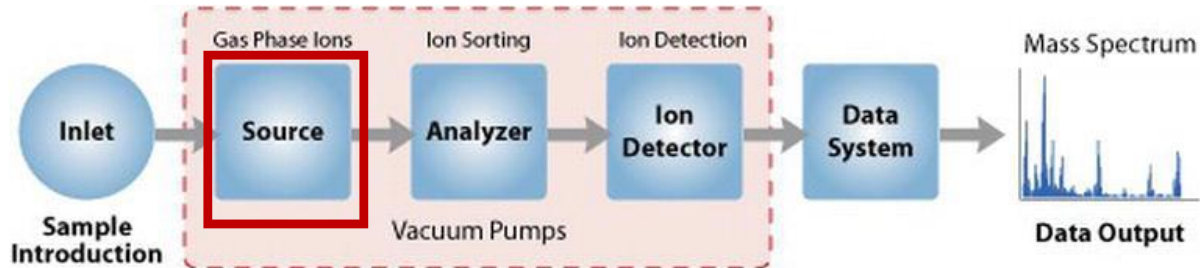 Gas Phase Ions
Ion Sorting
Ion Detection
Mass Spectrum
Inlet
Source
Analyzer
Ion
Detector
Data
System
Sample
Introduction
Vacuum Pumps
Data Output